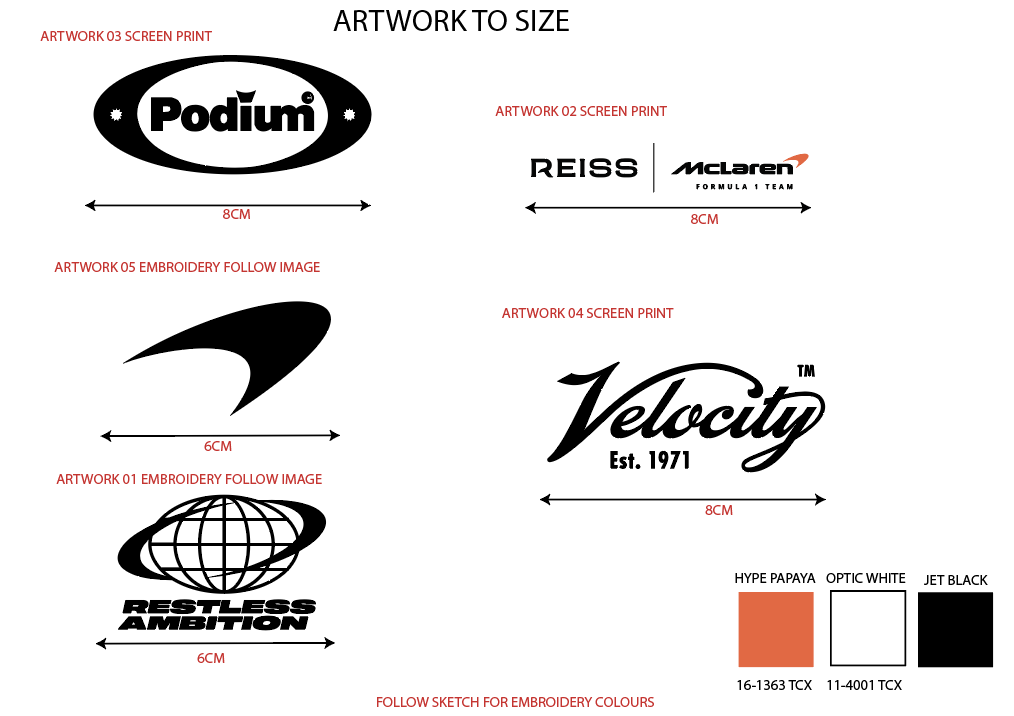 ARTWORK TO SIZE
ARTWORK 03 SCREEN PRINT
Podium
8CM
ARTWORK 02 SCREEN PRINT
REISS
McLaren
FORMULA 1 TEAM
8CM
ARTWORK 05 EMBROIDERY FOLLOW IMAGE
6CM
ARTWORK 04 SCREEN PRINT
Velocity TM
Est. 1971
8CM
ARTWORK 01 EMBROIDERY FOLLOW IMAGE
RESTLESS
AMBITION
6CM
HYPE PAPAYA OPTIC WHITE JET BLACK
16-1363 TCX 11-4001 TCX
FOLLOW SKETCH FOR EMBROIDERY COLOURS